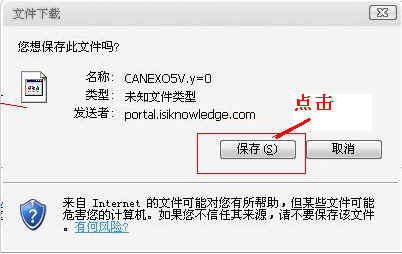 文件下载
您想保存此文件吗?
名称: CANEXO5V.y=0
类型: 未知文件类型
发送者: portal.isiknowledge.com
点击
保存(S) 取消
来自 Internet 的文件可能对您有所帮助,但某些文件可能
危害您的计算机。如果您不信任其来源,请不要保存该文件
。有何风险?